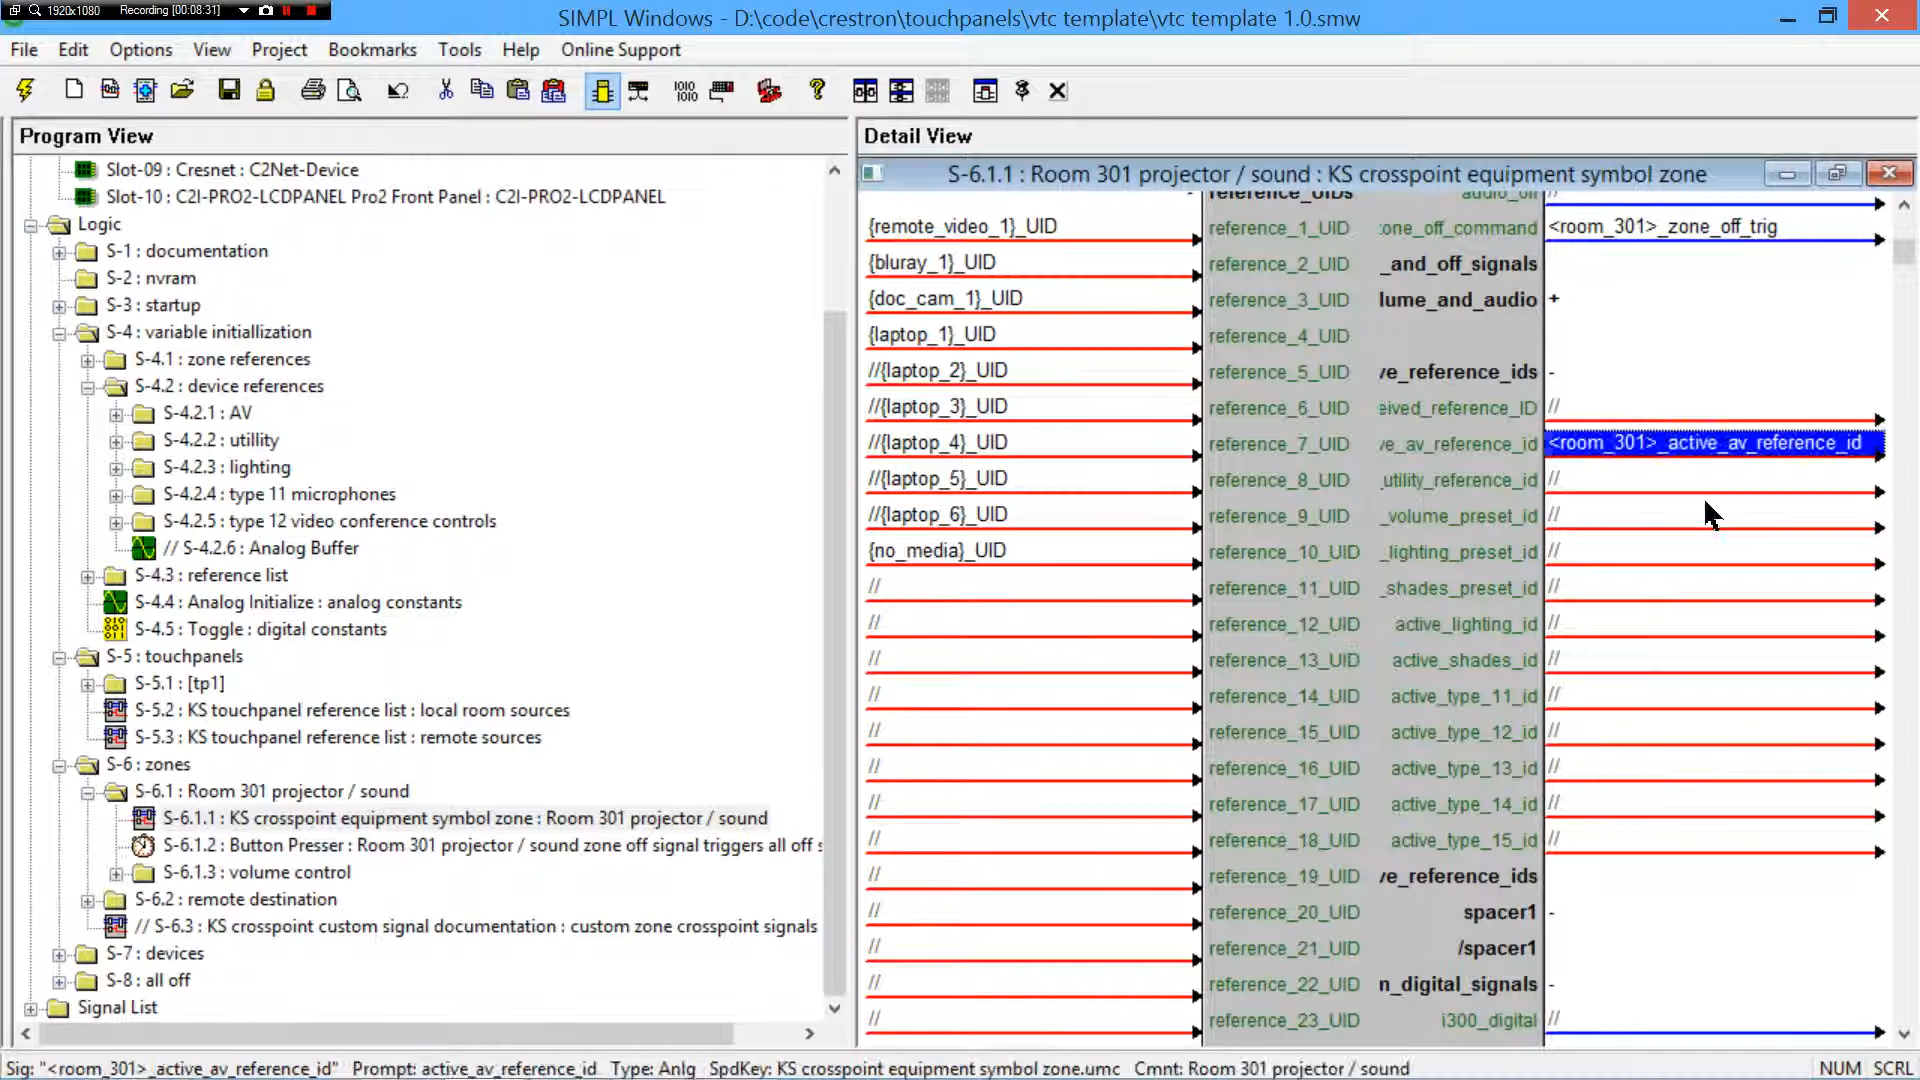 1920x1080 Recording [00:08:31]
SIMPL Windows - D:\code\crestron\touchpanels\vtc template\vtc template 1.0.smw
File Edit Options View Project Bookmarks Tools Help Online Support
Program View
Slot-09 : Cresnet : C2Net-Device
Slot-10 : C2I-PRO2-LCDPANEL Pro2 Front Panel : C2I-PRO2-LCDPANEL
Logic
S-1 : documentation
S-2 : nvram
S-3 : startup
S-4 : variable initiallization
S-4.1 : zone references
S-4.2 : device references
S-4.2.1 : AV
S-4.2.2 : utillity
S-4.2.3 : lighting
S-4.2.4 : type 11 microphones
S-4.2.5 : type 12 video conference controls
// S-4.2.6 : Analog Buffer
S-4.3 : reference list
S-4.4 : Analog Initialize : analog constants
S-4.5 : Toggle : digital constants
S-5 : touchpanels
S-5.1 : [tp1]
S-5.2 : KS touchpanel reference list : local room sources
S-5.3 : KS touchpanel reference list : remote sources
S-6 : zones
S-6.1 : Room 301 projector / sound
S-6.1.1 : KS crosspoint equipment symbol zone : Room 301 projector / sound
S-6.1.2 : Button Presser : Room 301 projector / sound zone off signal triggers all off s
S-6.1.3 : volume control
S-6.2 : remote destination
// S-6.3 : KS crosspoint custom signal documentation : custom zone crosspoint signals
S-7 : devices
S-8 : all off
Signal List
Detail View
S-6.1.1 : Room 301 projector / sound : KS crosspoint equipment symbol zone
- reference_UIDs audio_off //
{remote_video_1}_UID reference_1_UID :one_off_command <room_301>_zone_off_trig
{bluray_1}_UID reference_2_UID _and_off_signals
{doc_cam_1}_UID reference_3_UID lume_and_audio +
{laptop_1}_UID reference_4_UID
//{laptop_2}_UID reference_5_UID ve_reference_ids -
//{laptop_3}_UID reference_6_UID eived_reference_ID //
//{laptop_4}_UID reference_7_UID ve_av_reference_id <room_301>_active_av_reference_id
//{laptop_5}_UID reference_8_UID _utility_reference_id //
//{laptop_6}_UID reference_9_UID _volume_preset_id //
{no_media}_UID reference_10_UID _lighting_preset_id //
// reference_11_UID _shades_preset_id //
// reference_12_UID active_lighting_id //
// reference_13_UID active_shades_id //
// reference_14_UID active_type_11_id //
// reference_15_UID active_type_12_id //
// reference_16_UID active_type_13_id //
// reference_17_UID active_type_14_id //
// reference_18_UID active_type_15_id //
// reference_19_UID ve_reference_ids
// reference_20_UID spacer1 -
// reference_21_UID /spacer1
// reference_22_UID n_digital_signals -
// reference_23_UID i300_digital //
Sig: "<room_301>_active_av_reference_id" Prompt: active_av_reference_id Type: Anlg SpdKey: KS crosspoint equipment symbol zone.umc Cmnt: Room 301 projector / sound NUM SCRL